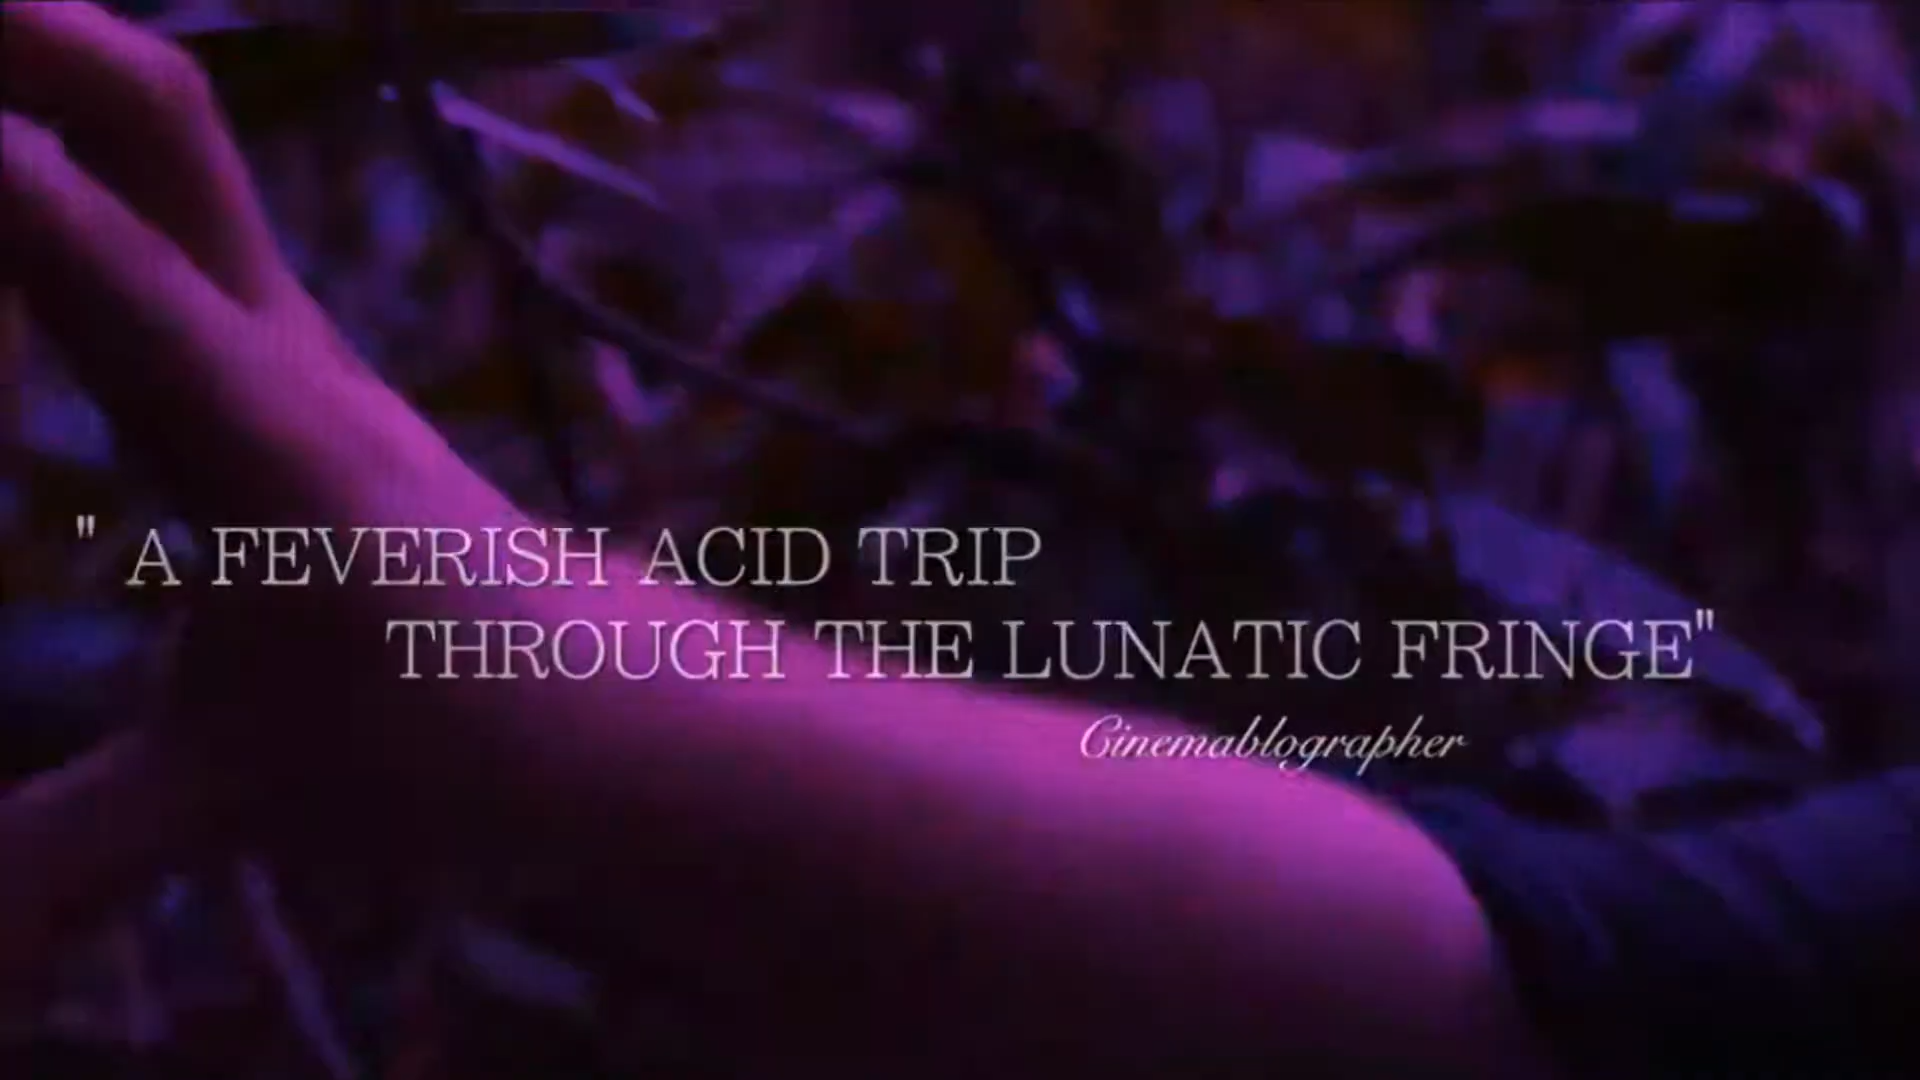 " A FEVERISH ACID TRIP
THROUGH THE LUNATIC FRINGE"
Cinemablographer